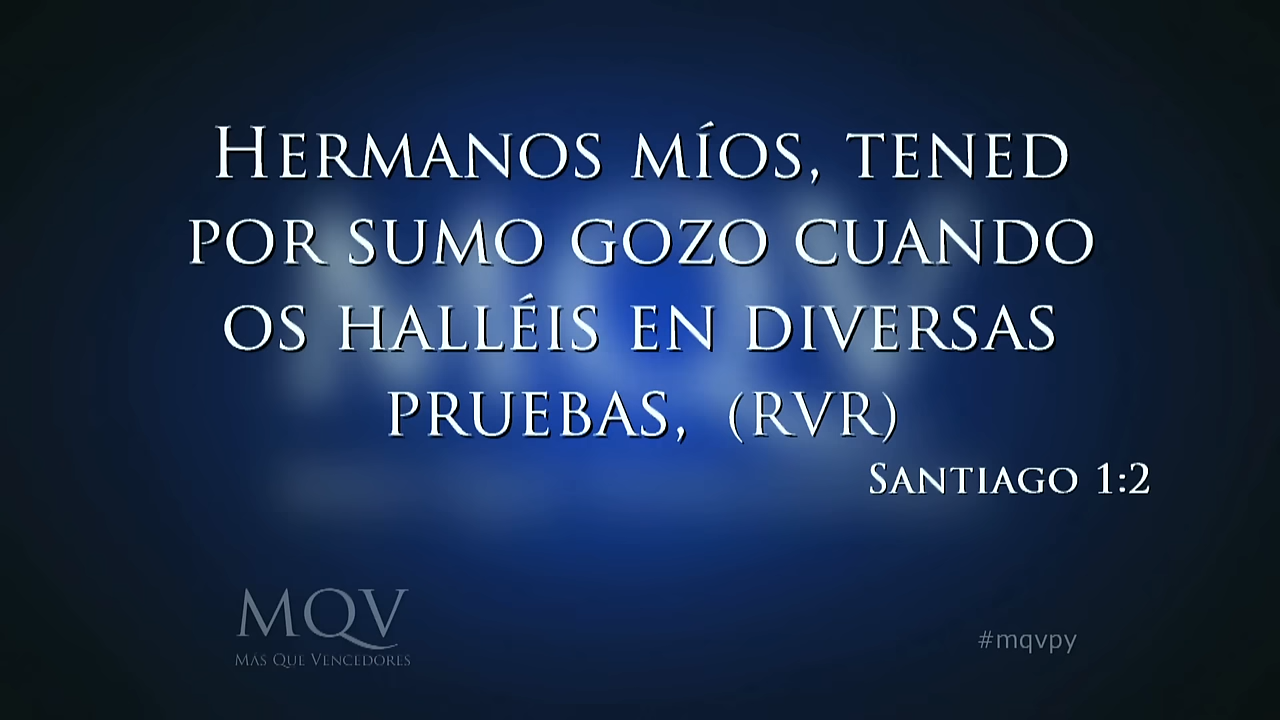 Hermanos míos, tened
por sumo gozo cuando
os halléis en diversas
pruebas, (RVR)
Santiago 1:2
MQV
Más Que Vencedores
#mqvpy